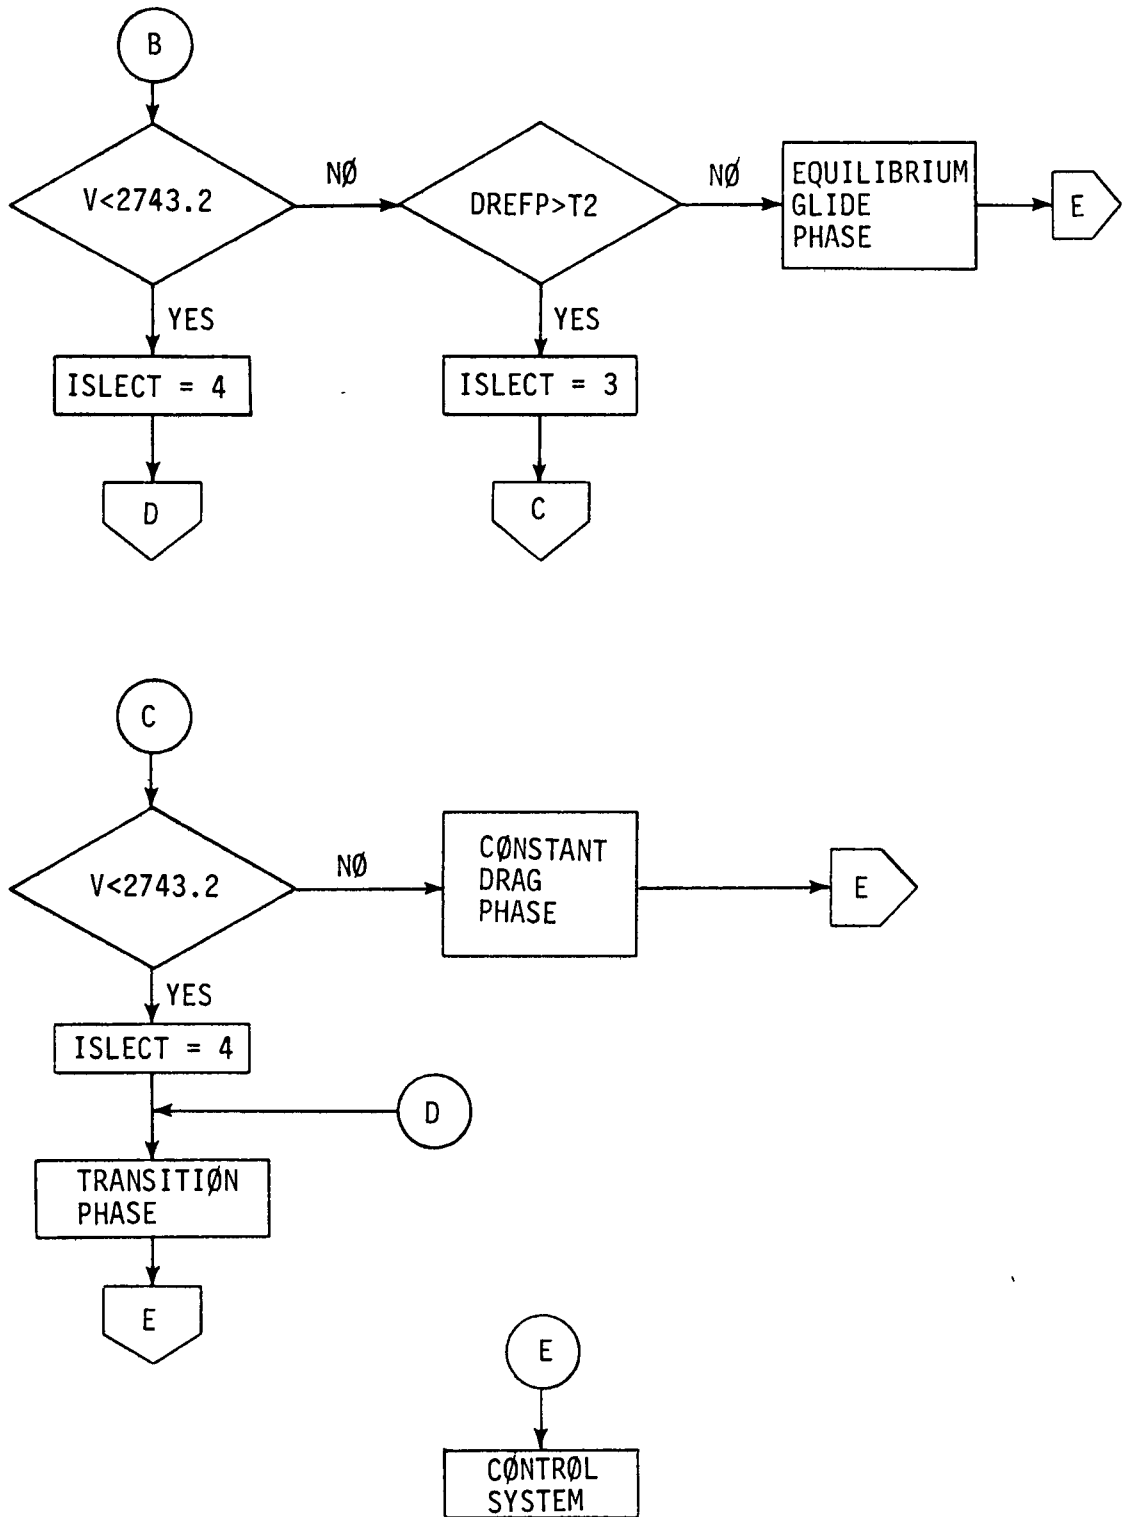 B
V<2743.2
NØ
DREFP>T2
NØ
EQUILIBRIUM
GLIDE
PHASE
E
YES
YES
ISLECT = 4
ISLECT = 3
D
C
C
V<2743.2
NØ
CØNSTANT
DRAG
PHASE
E
YES
ISLECT = 4
D
TRANSITIØN
PHASE
E
E
CØNTRØL
SYSTEM